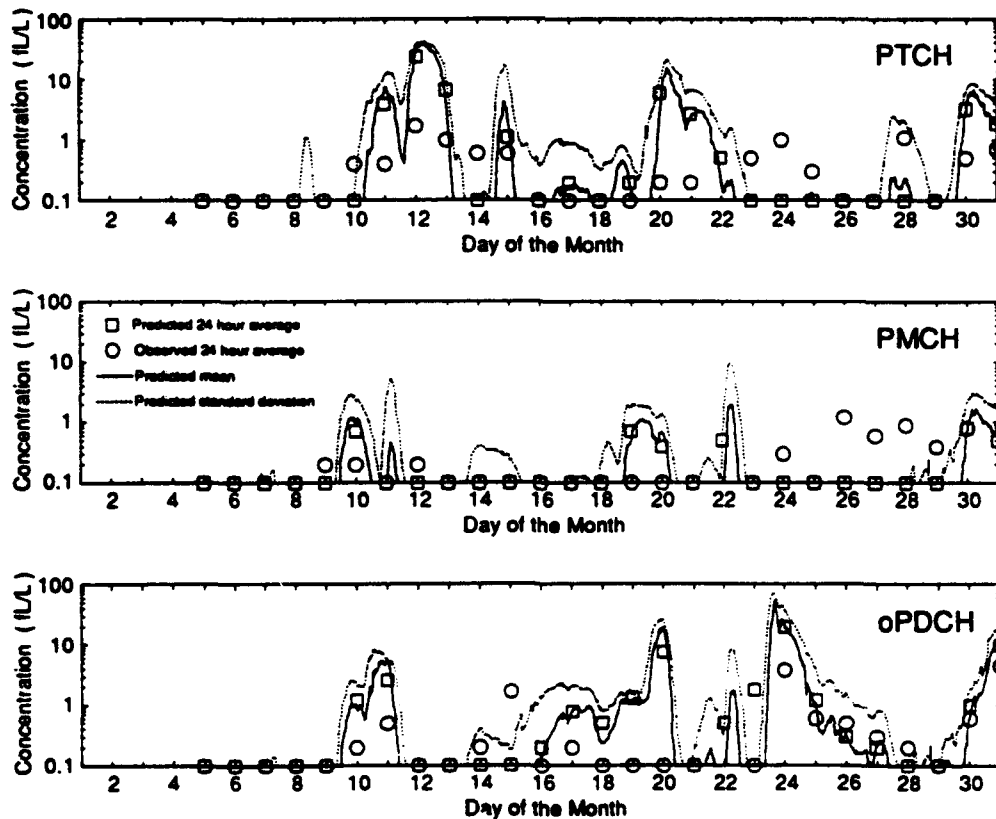 PTCH
Concentration ( fL/L)
100
10
1
0.1
2 4 6 8 10 12 14 16 18 20 22 24 26 28 30
Day of the Month
PMCH
Concentration ( fL/L)
100
10
1
0.1
Predicted 24 hour average
Observed 24 hour average
Predicted mean
Predicted standard deviation
2 4 6 8 10 12 14 16 18 20 22 24 26 28 30
Day of the Month
oPDCH
Concentration ( fL/L)
100
10
1
0.1
2 4 6 8 10 12 14 16 18 20 22 24 26 28 30
Day of the Month